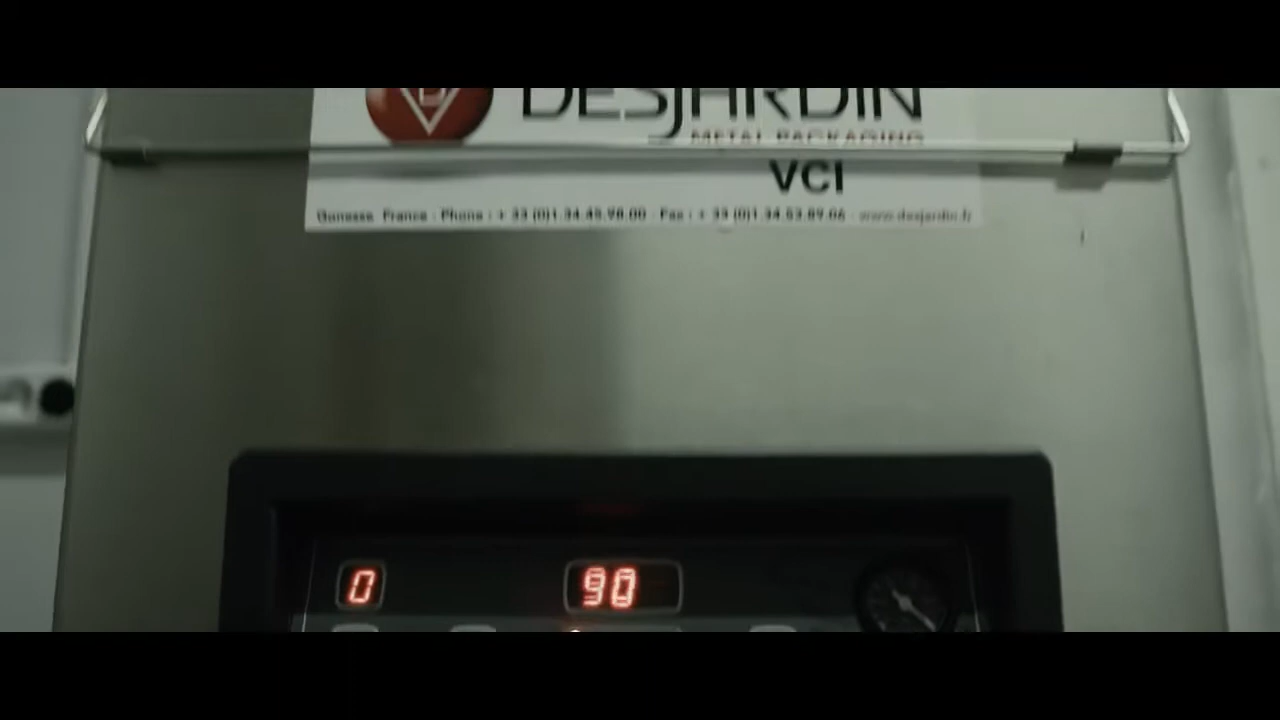 DESJARDIN
METAL PACKAGING
VCI
Gonesse France - Phone : + 33 (0)1 34.45.98.00 - Fax : + 33 (0)1 34.53.89.06 - www.desjardin.fr
0 90